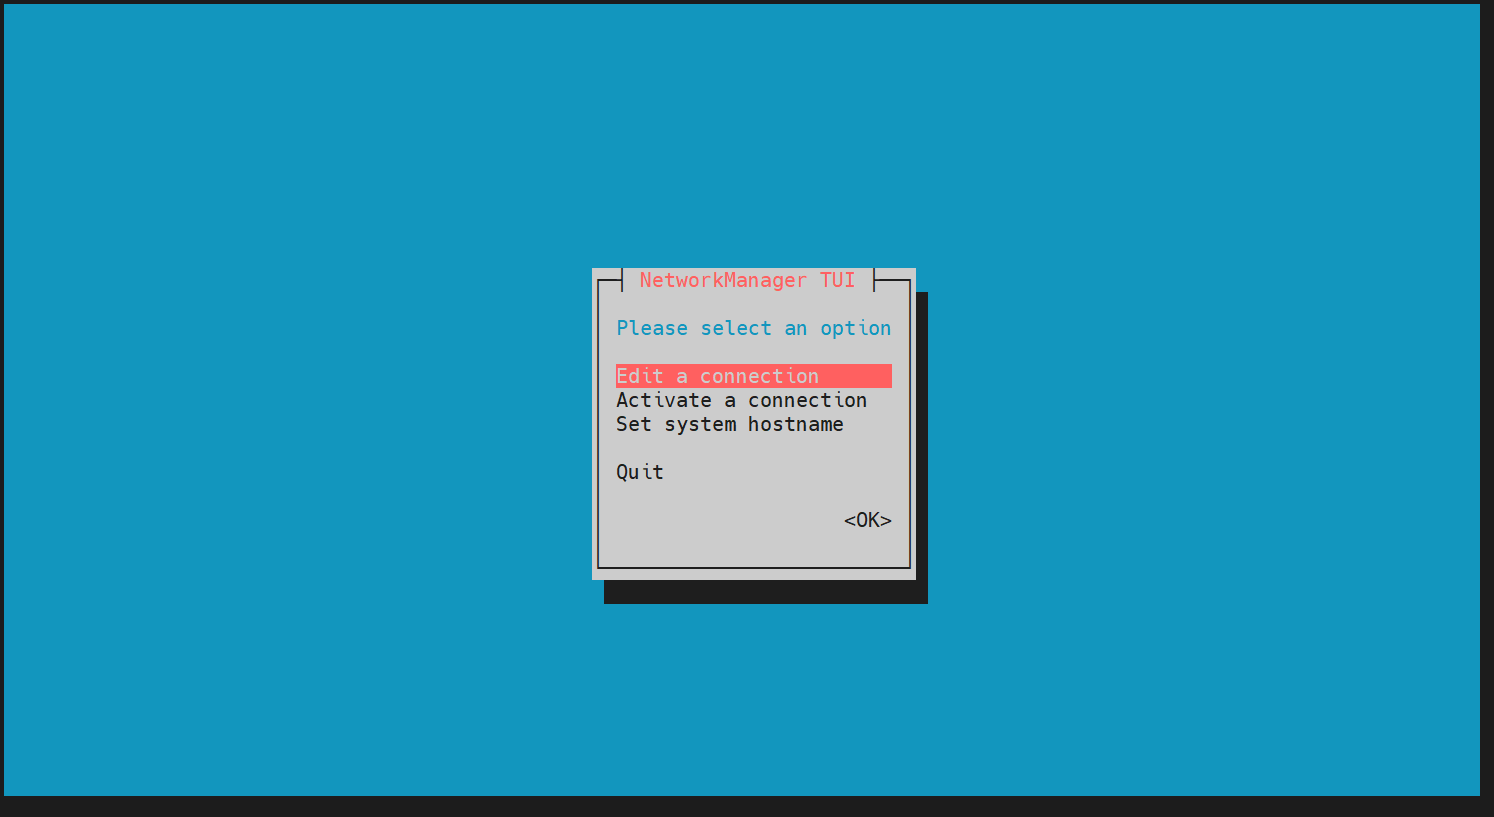 NetworkManager TUI
Please select an option
Edit a connection
Activate a connection
Set system hostname
Quit
<OK>